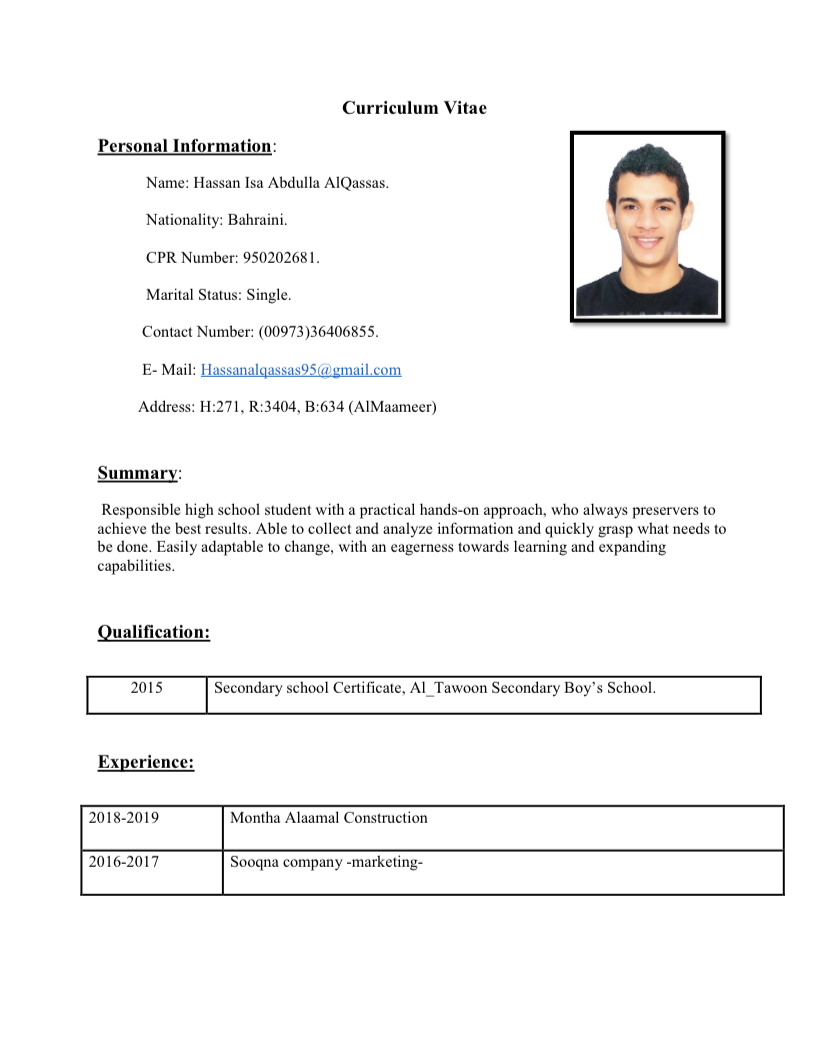 Curriculum Vitae
Personal Information:
Name: Hassan Isa Abdulla AlQassas.
Nationality: Bahraini.
CPR Number: 950202681.
Marital Status: Single.
Contact Number: (00973)36406855.
E- Mail: Hassanalqassas95@gmail.com
Address: H:271, R:3404, B:634 (AlMaameer)
Summary:
Responsible high school student with a practical hands-on approach, who always preservers to
achieve the best results. Able to collect and analyze information and quickly grasp what needs to
be done. Easily adaptable to change, with an eagerness towards learning and expanding
capabilities.
Qualification:
2015 Secondary school Certificate, Al_Tawoon Secondary Boy’s School.
Experience:
2018-2019 Montha Alaamal Construction
2016-2017 Sooqna company -marketing-